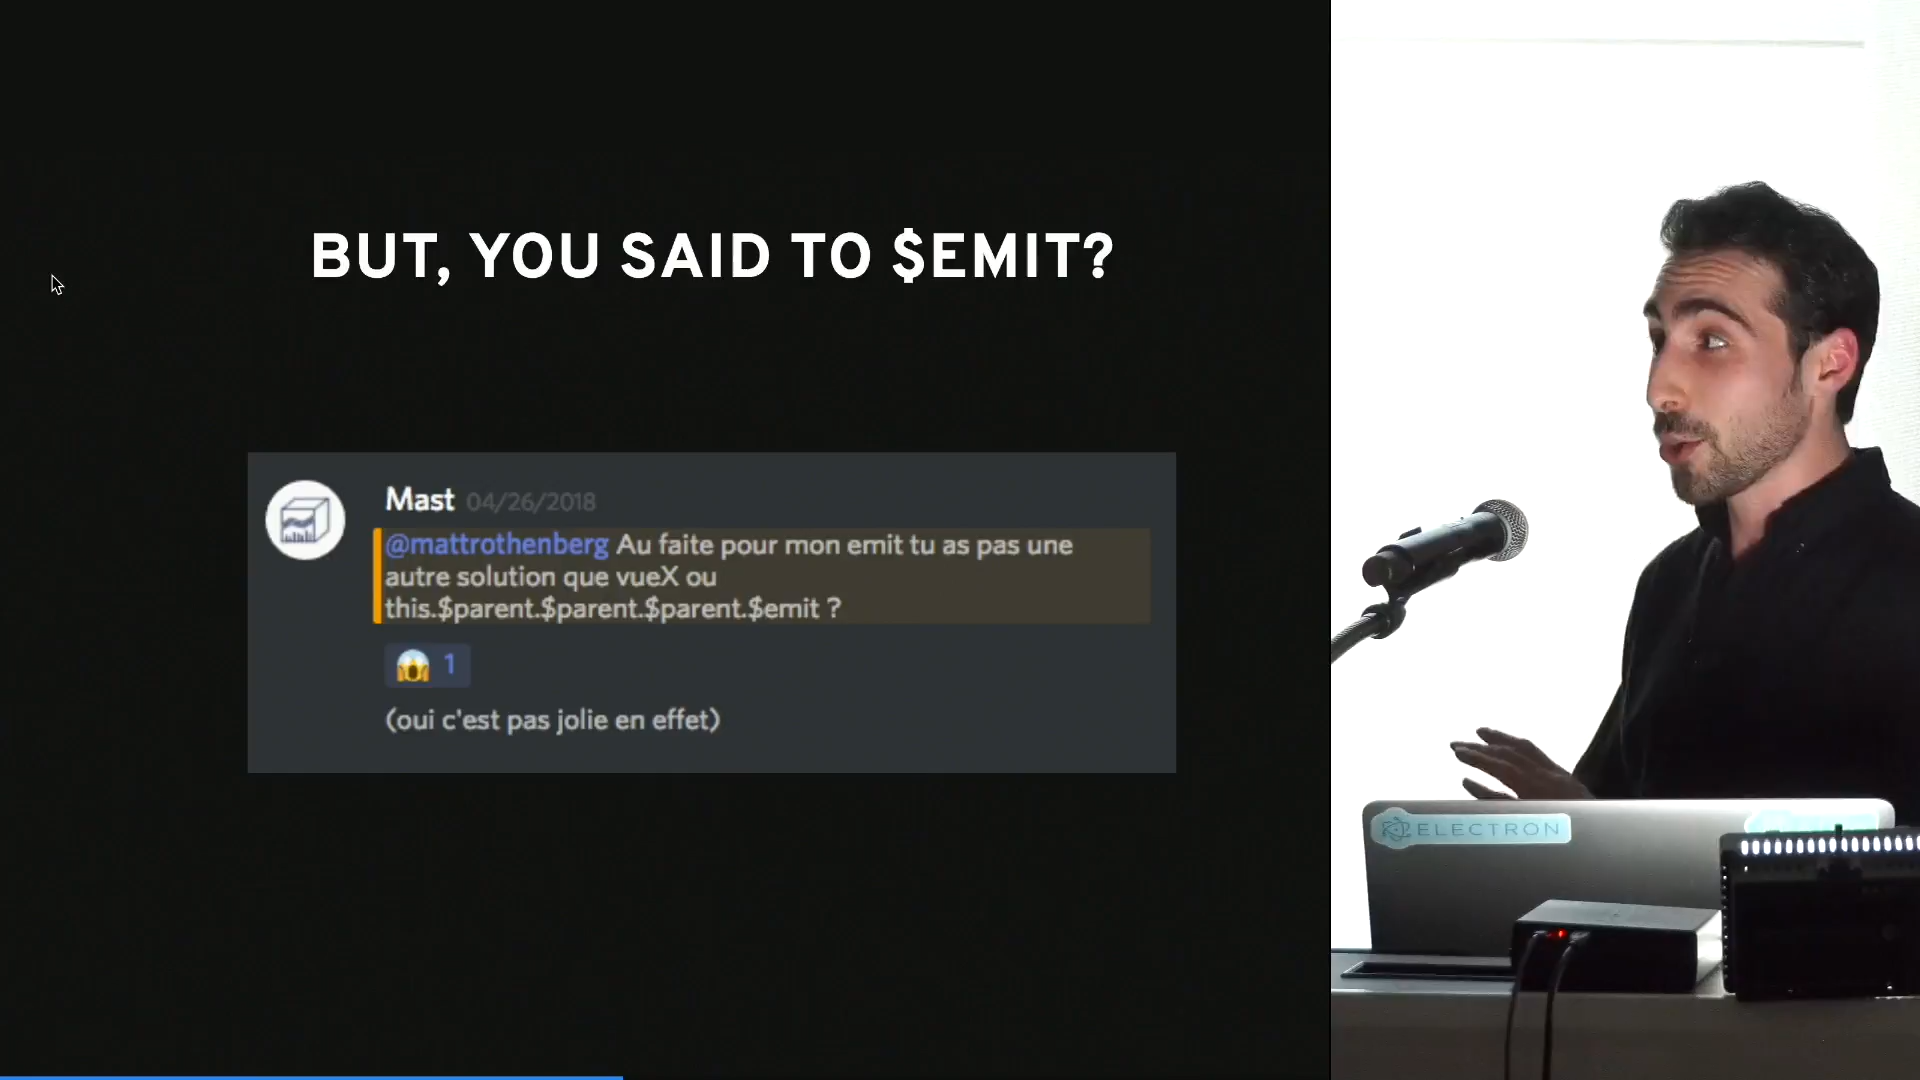 BUT, YOU SAID TO $EMIT?
Mast 04/26/2018
@mattrothenberg Au faite pour mon emit tu as pas une
autre solution que vueX ou
this.$parent.$parent.$parent.$emit ?
1
(oui c'est pas jolie en effet)
ELECTRON